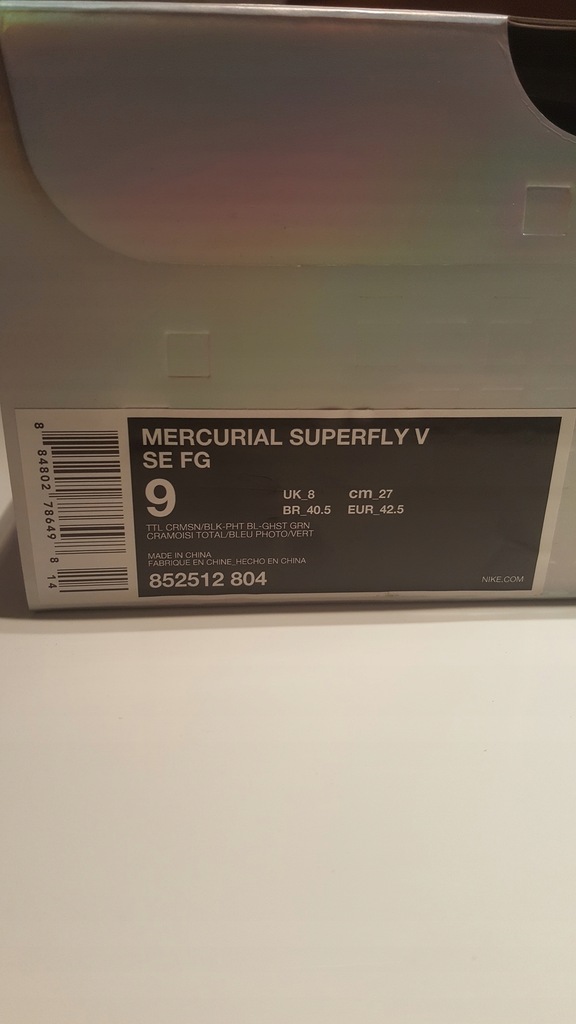 MERCURIAL SUPERFLY V
SE FG
9
UK_8 cm_27
BR_40.5 EUR_42.5
TTL CRMSN/BLK-PHT BL-GHST GRN
CRAMOISI TOTAL/BLEU PHOTO/VERT
MADE IN CHINA
FABRIQUE EN CHINE_HECHO EN CHINA
852512 804
NIKE.COM
8 84802 78649 8 14